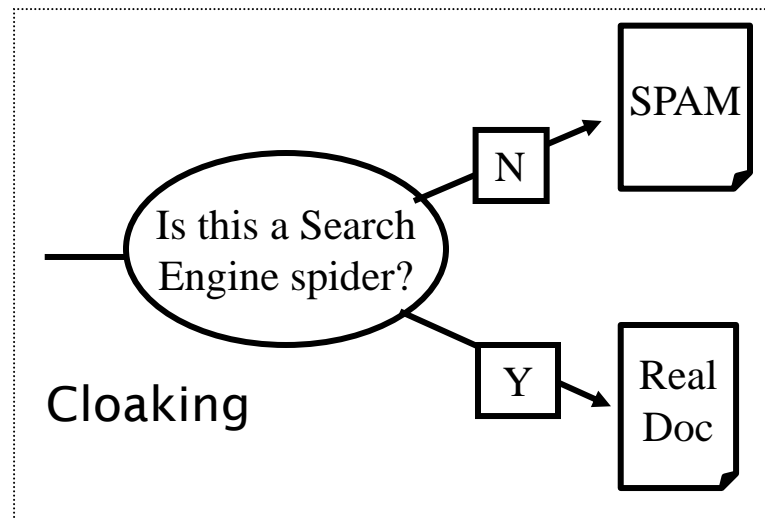 SPAM
N
Is this a Search
Engine spider?
Y
Real
Doc
Cloaking